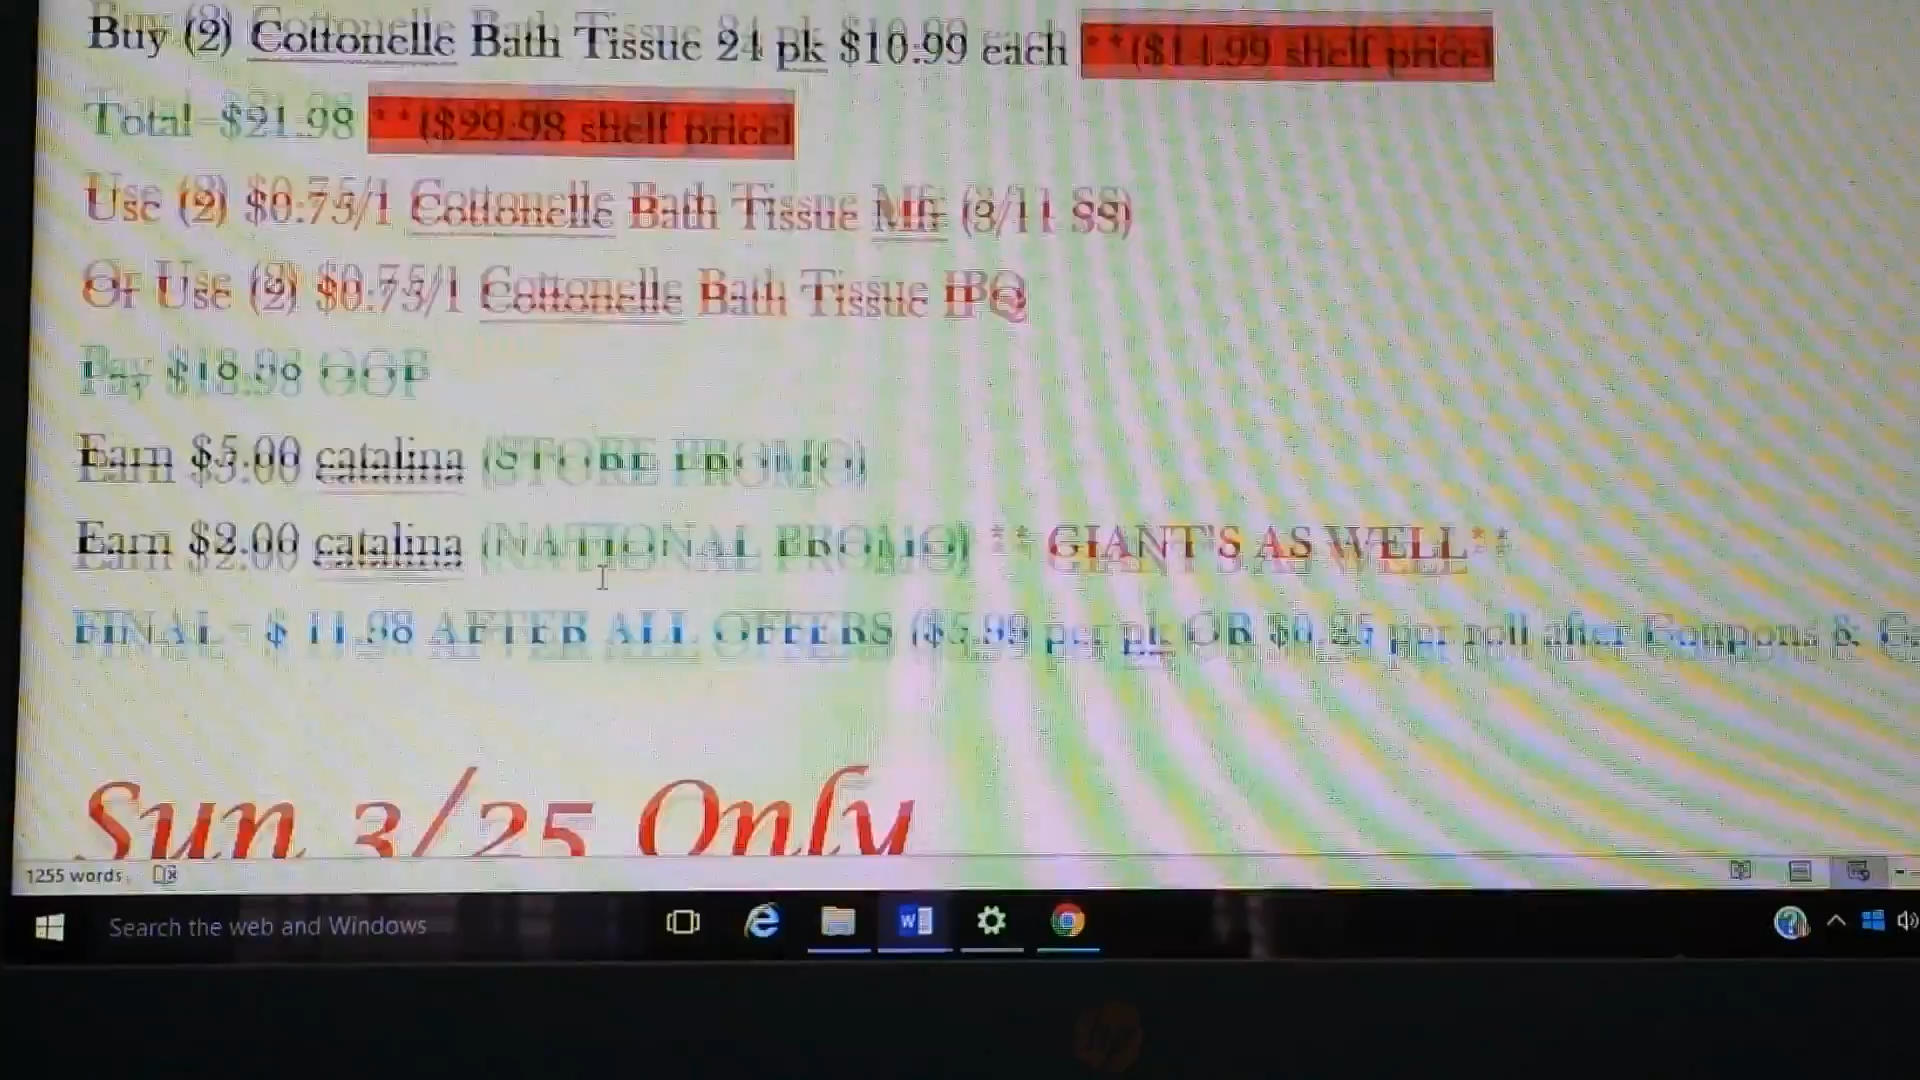 Buy (2) Cottonelle Bath Tissue 24 pk $10.99 each **($14.99 shelf price)
Total -$21.98 **($29.98 shelf price)
Use (2) $0.75/1 Cottonelle Bath Tissue Mfr (3/11 SS)
Or Use (2) $0.75/1 Cottonelle Bath Tissue IPQ
Pay $18.98 OOP
Earn $5.00 catalina (STORE PROMO)
Earn $2.00 catalina (NATIONAL PROMO) ** GIANT'S AS WELL**
FINAL - $ 11.98 AFTER ALL OFFERS ($5.99 per pk OR $0.25 per roll after Coupons &
Sun 3/25 Only
1255 words
Search the web and Windows
hp